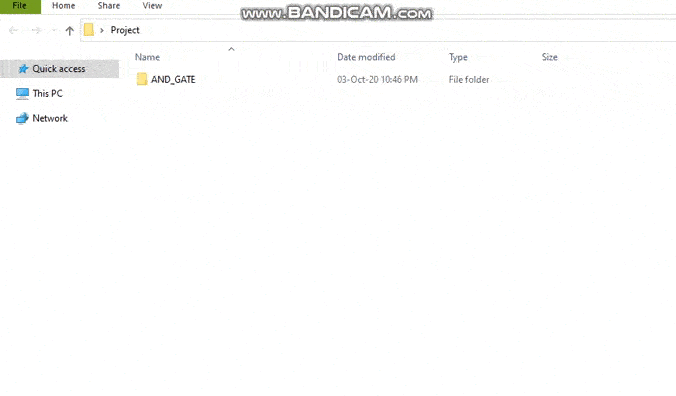 File Home Share View
www.BANDICAM.com
Project
Name Date modified Type Size
Quick access
AND_GATE 03-Oct-20 10:46 PM File folder
This PC
Network